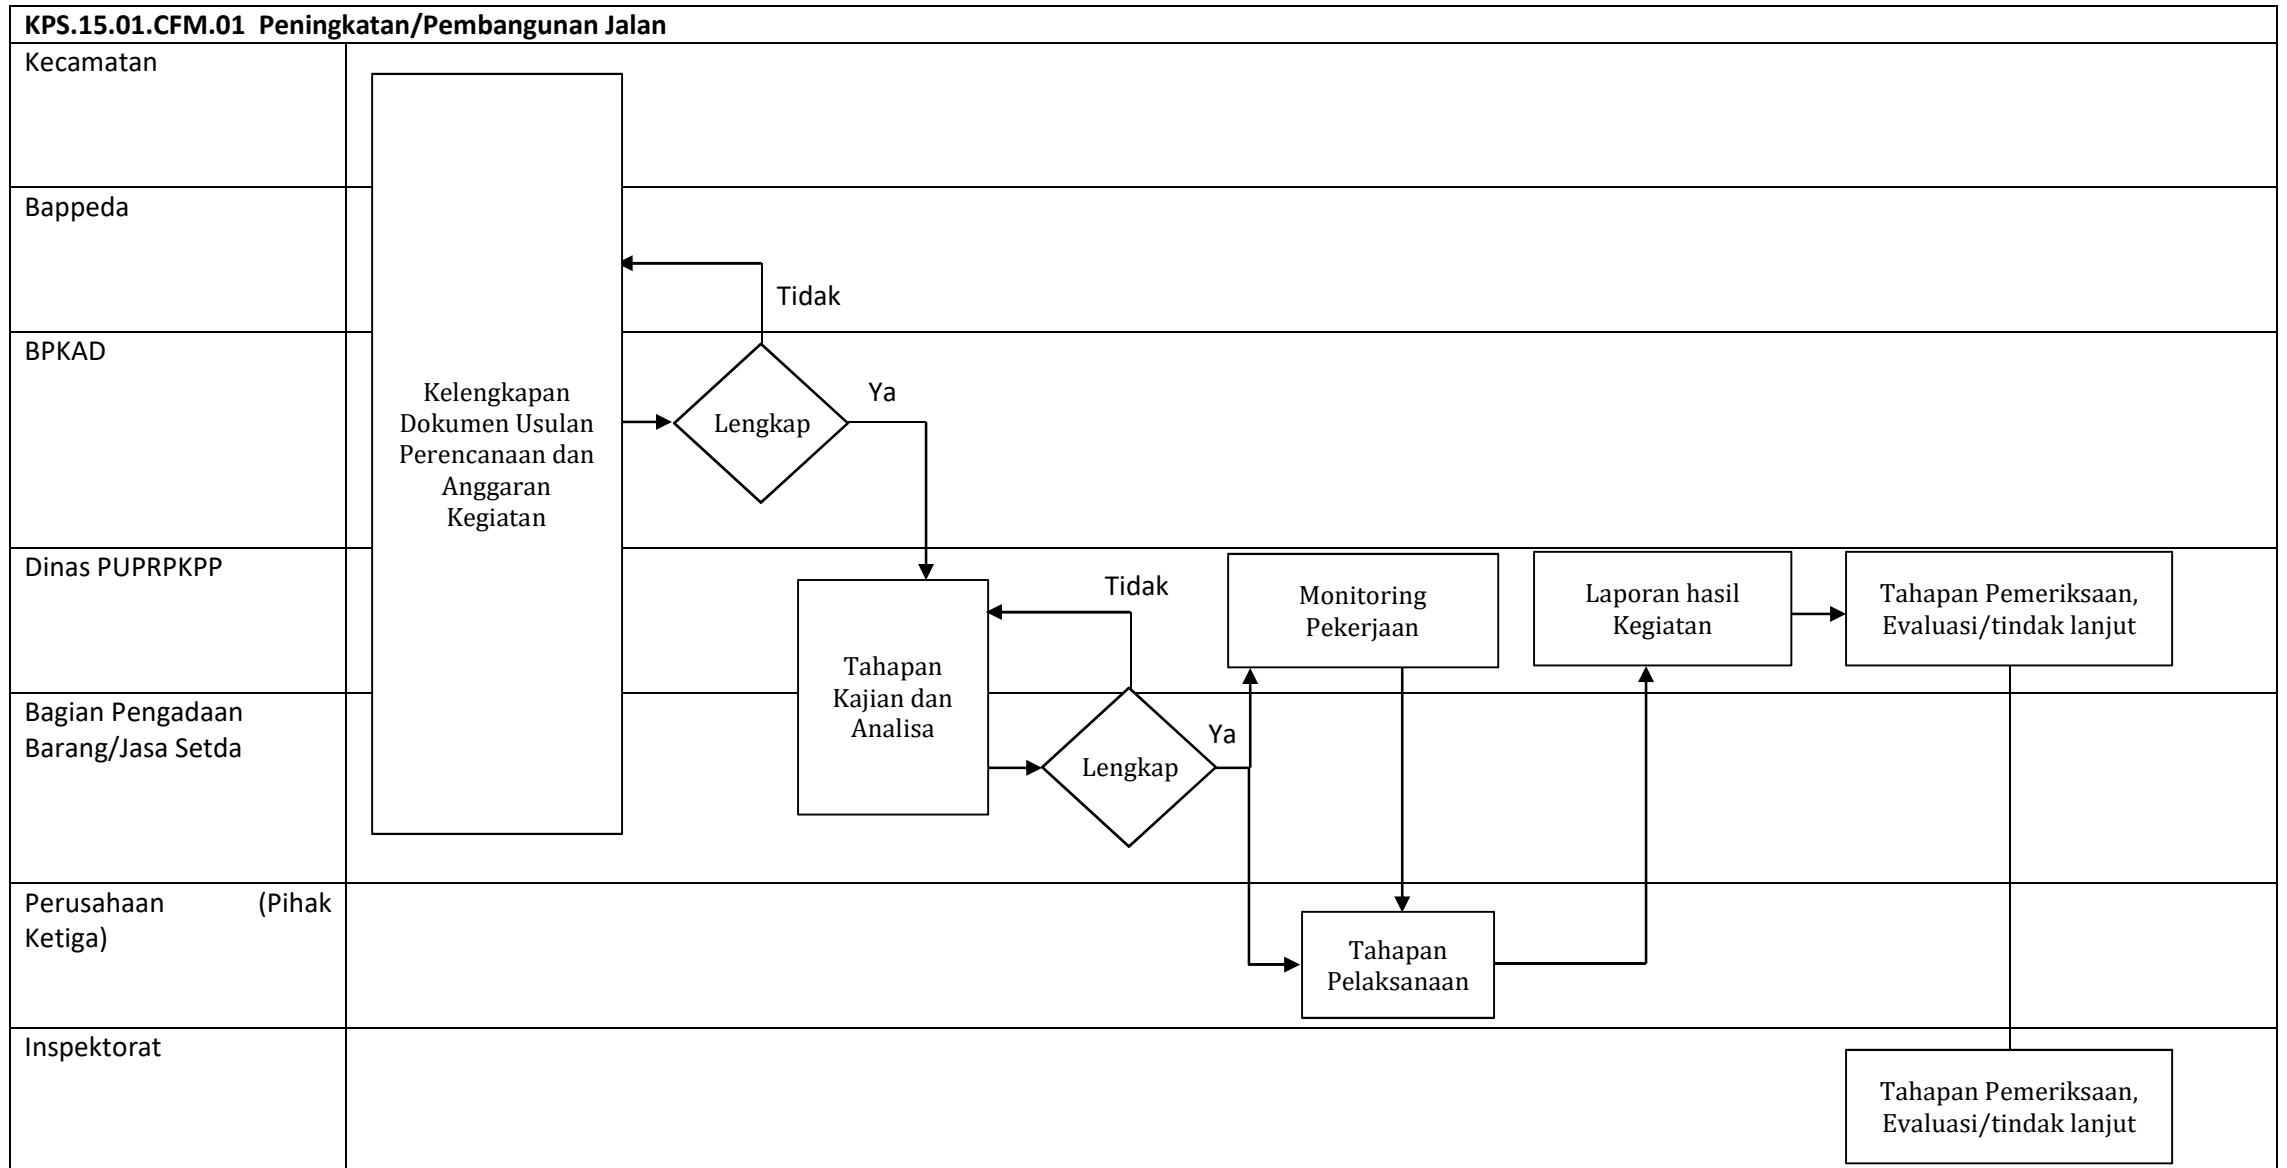 KPS.15.01.CFM.01 Peningkatan/Pembangunan Jalan
Kecamatan
Bappeda
Tidak
BPKAD
Kelengkapan
Dokumen Usulan
Perencanaan dan
Anggaran
Kegiatan
Lengkap
Ya
Dinas PUPRPKPP
Tahapan
Kajian dan
Analisa
Tidak
Monitoring
Pekerjaan
Laporan hasil
Kegiatan
Tahapan Pemeriksaan,
Evaluasi/tindak lanjut
Bagian Pengadaan
Barang/Jasa Setda
Lengkap
Ya
Perusahaan (Pihak
Ketiga)
Tahapan
Pelaksanaan
Inspektorat
Tahapan Pemeriksaan,
Evaluasi/tindak lanjut